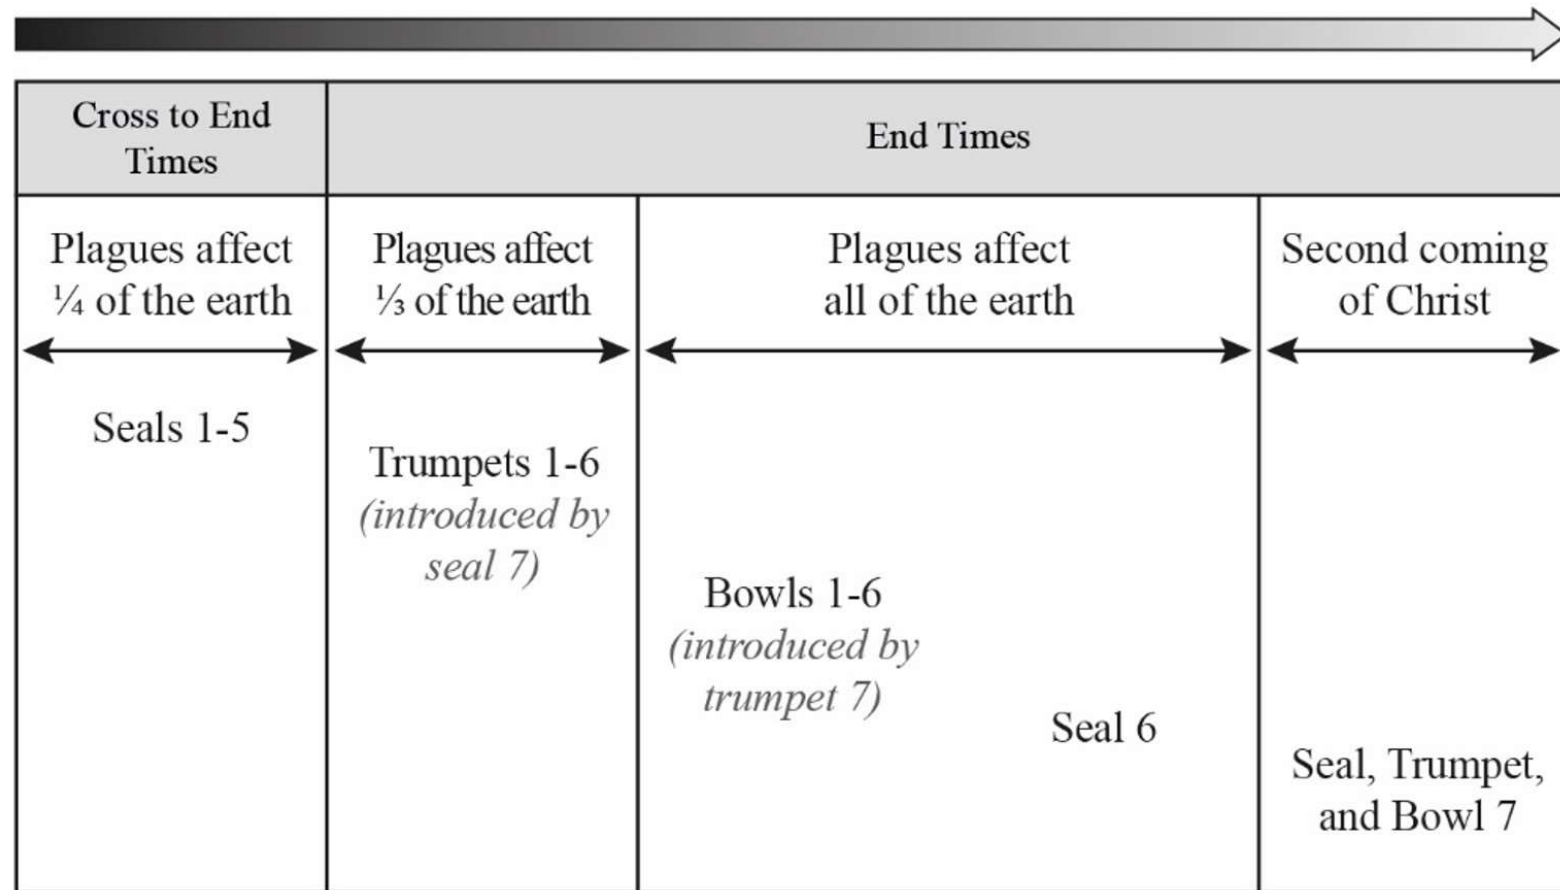 Cross to End
Times
End Times
Plagues affect
¼ of the earth
Plagues affect
⅓ of the earth
Plagues affect
all of the earth
Second coming
of Christ
Seals 1-5
Trumpets 1-6
(introduced by
seal 7)
Bowls 1-6
(introduced by
trumpet 7)
Seal 6
Seal, Trumpet,
and Bowl 7